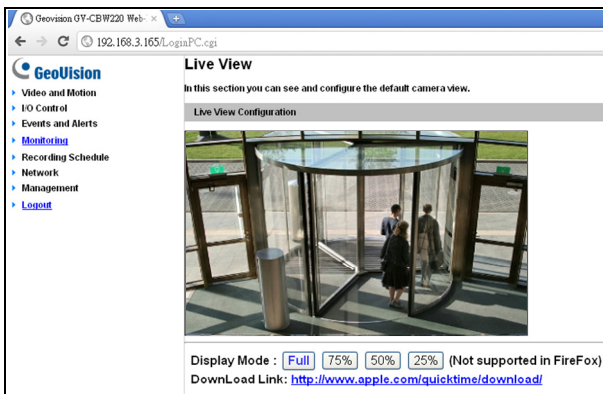 Geovision GV-CBW220 Web-
192.168.3.165/LoginPC.cgi
GeoVision
Video and Motion
I/O Control
Events and Alerts
Monitoring
Recording Schedule
Network
Management
Logout
Live View
In this section you can see and configure the default camera view.
Live View Configuration
Display Mode : Full 75% 50% 25% (Not supported in FireFox)
DownLoad Link: http://www.apple.com/quicktime/download/